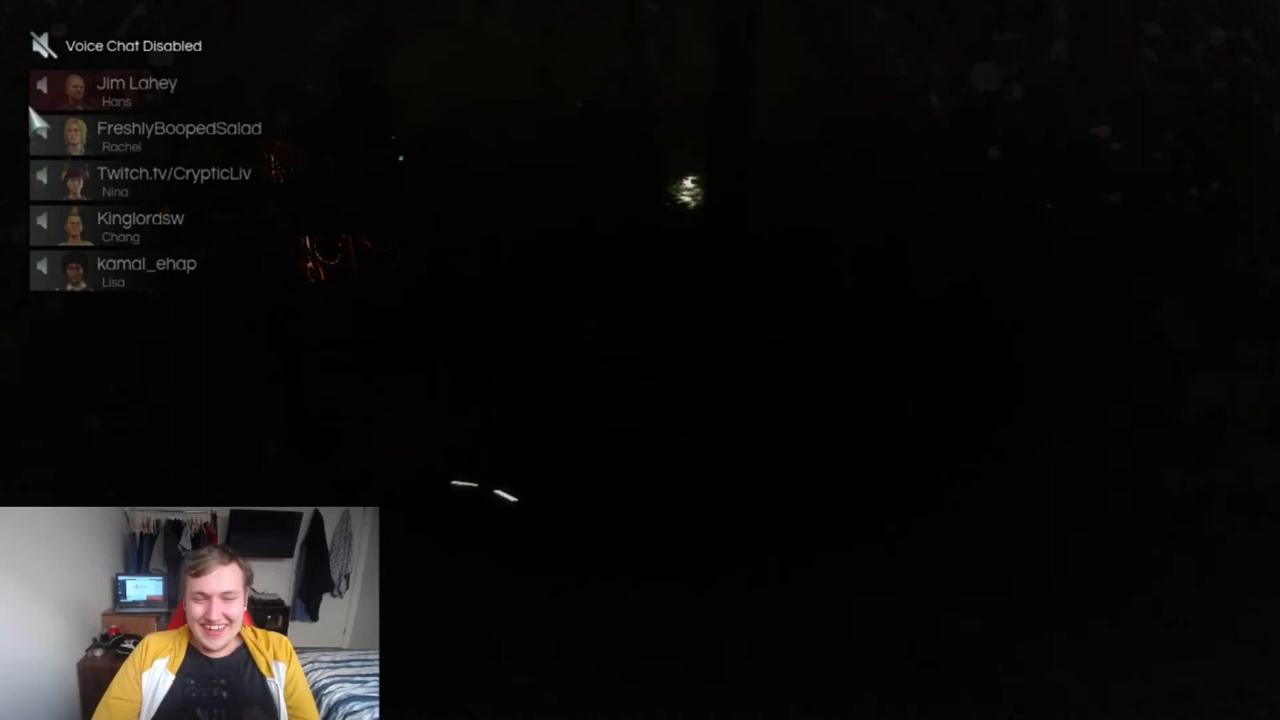 Voice Chat Disabled
Jim Lahey
Hans
FreshlyBoopedSalad
Rachel
Twitch.tv/CrypticLiv
Nina
Kinglordsw
Chang
kamal_ehap
Lisa